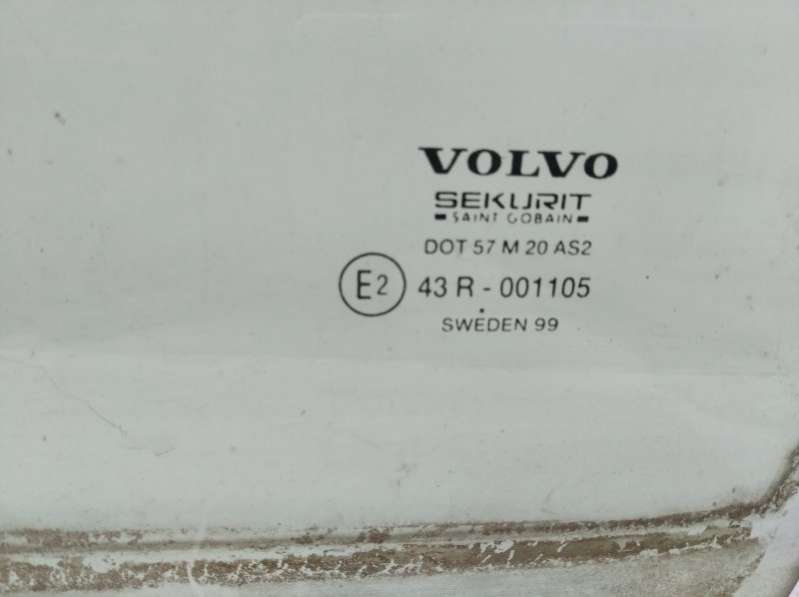 VOLVO
SEKURIT
SAINT GOBAIN
DOT 57 M 20 AS2
E2 43 R - 001105
SWEDEN 99